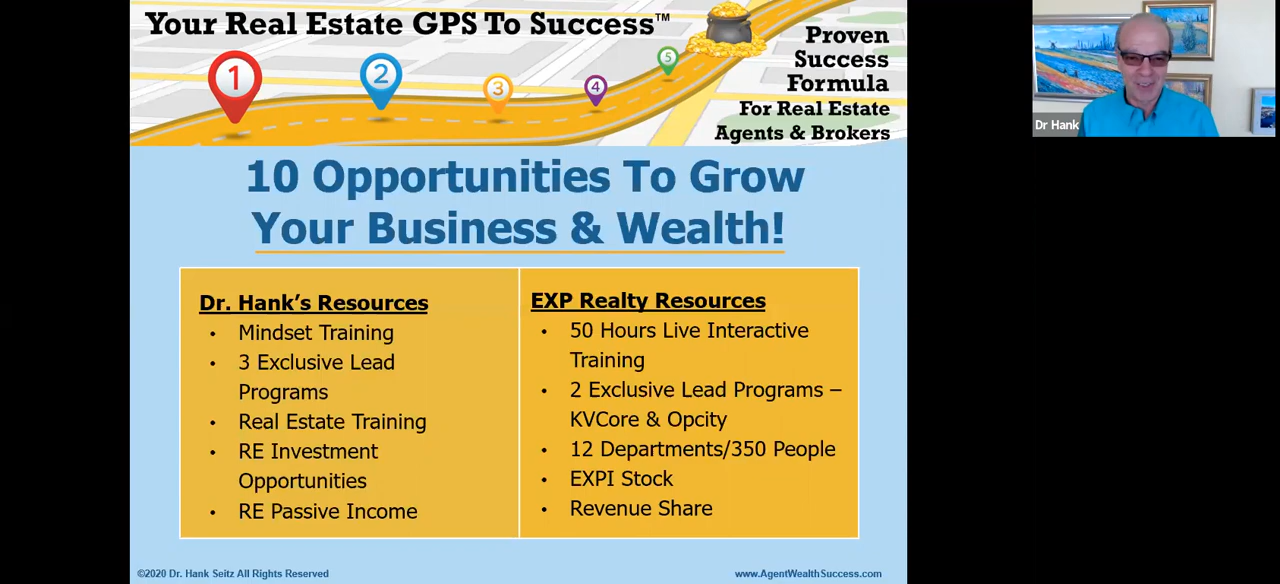 Your Real Estate GPS To Success™
1
2
3
4
5
Proven
Success
Formula
For Real Estate
Agents & Brokers
Dr Hank
10 Opportunities To Grow
Your Business & Wealth!
Dr. Hank's Resources
• Mindset Training
• 3 Exclusive Lead
Programs
• Real Estate Training
• RE Investment
Opportunities
• RE Passive Income
EXP Realty Resources
• 50 Hours Live Interactive
Training
• 2 Exclusive Lead Programs –
KVCore & Opcity
• 12 Departments/350 People
• EXPI Stock
• Revenue Share
©2020 Dr. Hank Seitz All Rights Reserved
www.AgentWealthSuccess.com